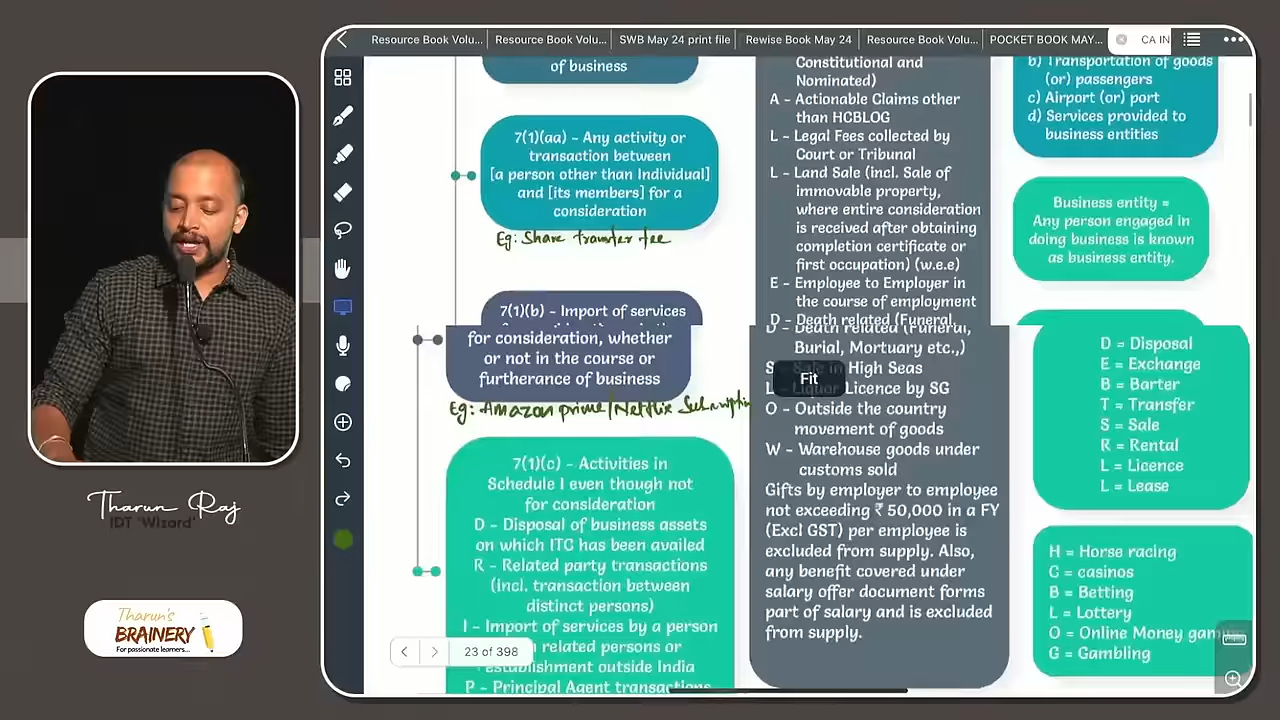 Resource Book Volu...
Resource Book Volu...
SWB May 24 print file
Rewise Book May 24
Resource Book Volu...
POCKET BOOK MAY...
CA IN
of business
7(1)(aa) - Any activity or
transaction between
[a person other than Individual]
and [its members] for a
consideration
Eg: Share transfer fee
7(1)(b) - Import of services
for consideration, whether
or not in the course or
furtherance of business
Eg: Amazon prime/Netflix Subscription
7(1)(c) - Activities in
Schedule I even though not
for consideration
D - Disposal of business assets
on which ITC has been availed
R - Related party transactions
(incl. transaction between
distinct persons)
I - Import of services by a person
related persons or
establishment outside India
P - Principal Agent transactions
23 of 398
Constitutional and
Nominated)
A - Actionable Claims other
than HCBLOG
L - Legal Fees collected by
Court or Tribunal
L - Land Sale (incl. Sale of
immovable property,
where entire consideration
is received after obtaining
completion certificate or
first occupation) (w.e.e)
E - Employee to Employer in
the course of employment
D - Death related (Funeral,
D - Death related (Funeral,
Burial, Mortuary etc.,)
S - Sale in High Seas
L - Liquor Licence by SG
Fit
O - Outside the country
movement of goods
W - Warehouse goods under
customs sold
Gifts by employer to employee
not exceeding ₹ 50,000 in a FY
(Excl GST) per employee is
excluded from supply. Also,
any benefit covered under
salary offer document forms
part of salary and is excluded
from supply.
b) Transportation of goods
(or) passengers
c) Airport (or) port
d) Services provided to
business entities
Business entity =
Any person engaged in
doing business is known
as business entity.
D = Disposal
E = Exchange
B = Barter
T = Transfer
S = Sale
R = Rental
L = Licence
L = Lease
H = Horse racing
C = casinos
B = Betting
L = Lottery
O = Online Money gam
G = Gambling
Tharun Raj
IDT 'Wizard'
Tharun's
BRAINERY
For passionate learners...